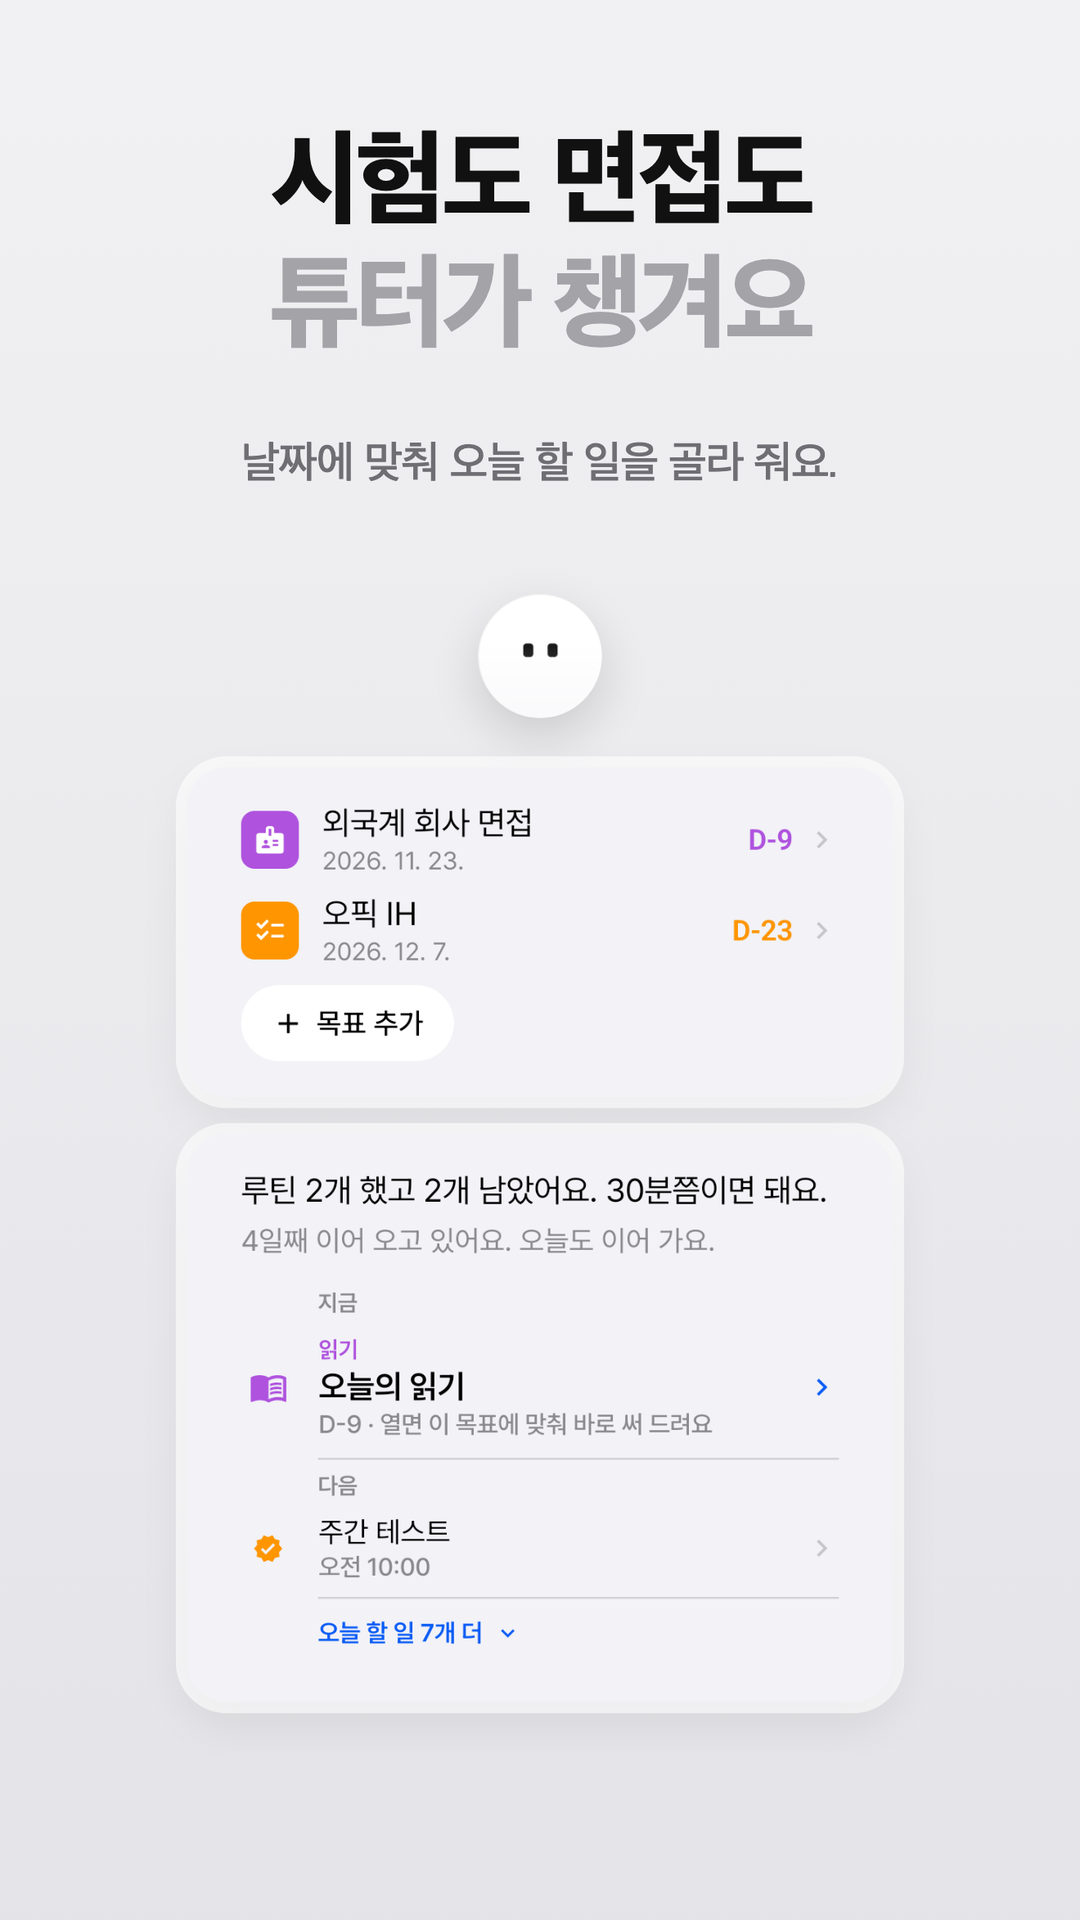 시험도 면접도
튜터가 챙겨요
날짜에 맞춰 오늘 할 일을 골라 줘요.
외국계 회사 면접
2026. 11. 23.
D-9
오픽 IH
2026. 12. 7.
D-23
+ 목표 추가
루틴 2개 했고 2개 남았어요. 30분쯤이면 돼요.
4일째 이어 오고 있어요. 오늘도 이어 가요.
지금
읽기
오늘의 읽기
D-9 · 열면 이 목표에 맞춰 바로 써 드려요
다음
주간 테스트
오전 10:00
오늘 할 일 7개 더